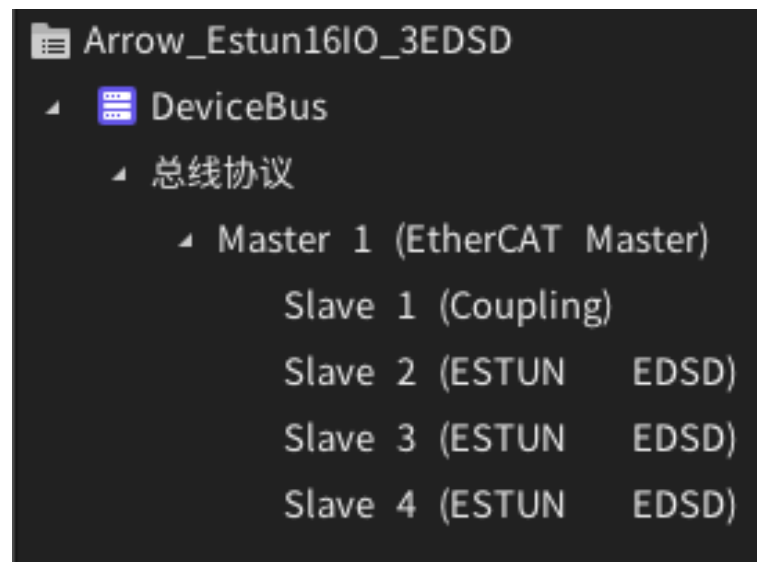 Arrow_Estun16IO_3EDSD
DeviceBus
总线协议
Master 1 (EtherCAT Master)
Slave 1 (Coupling)
Slave 2 (ESTUN EDSD)
Slave 3 (ESTUN EDSD)
Slave 4 (ESTUN EDSD)